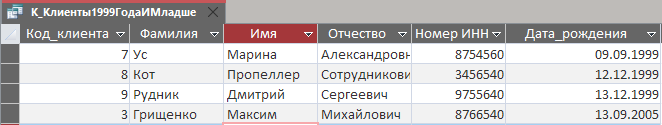 К_Клиенты1999ГодаИМладше
Код_клиента Фамилия Имя Отчество Номер ИНН Дата_рождения
7 Ус Марина Александровн 8754560 09.09.1999
8 Кот Пропеллер Сотрудникови 3456540 12.12.1999
9 Рудник Дмитрий Сергеевич 9755640 13.12.1999
3 Грищенко Максим Михайлович 8766540 13.09.2005